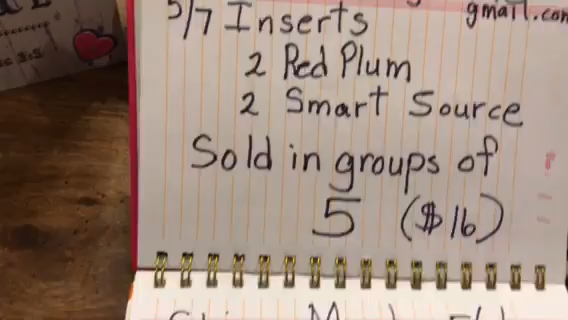 gmail.com
5/7 Inserts
2 Red Plum
2 Smart Source
Sold in groups of
5 ($16)